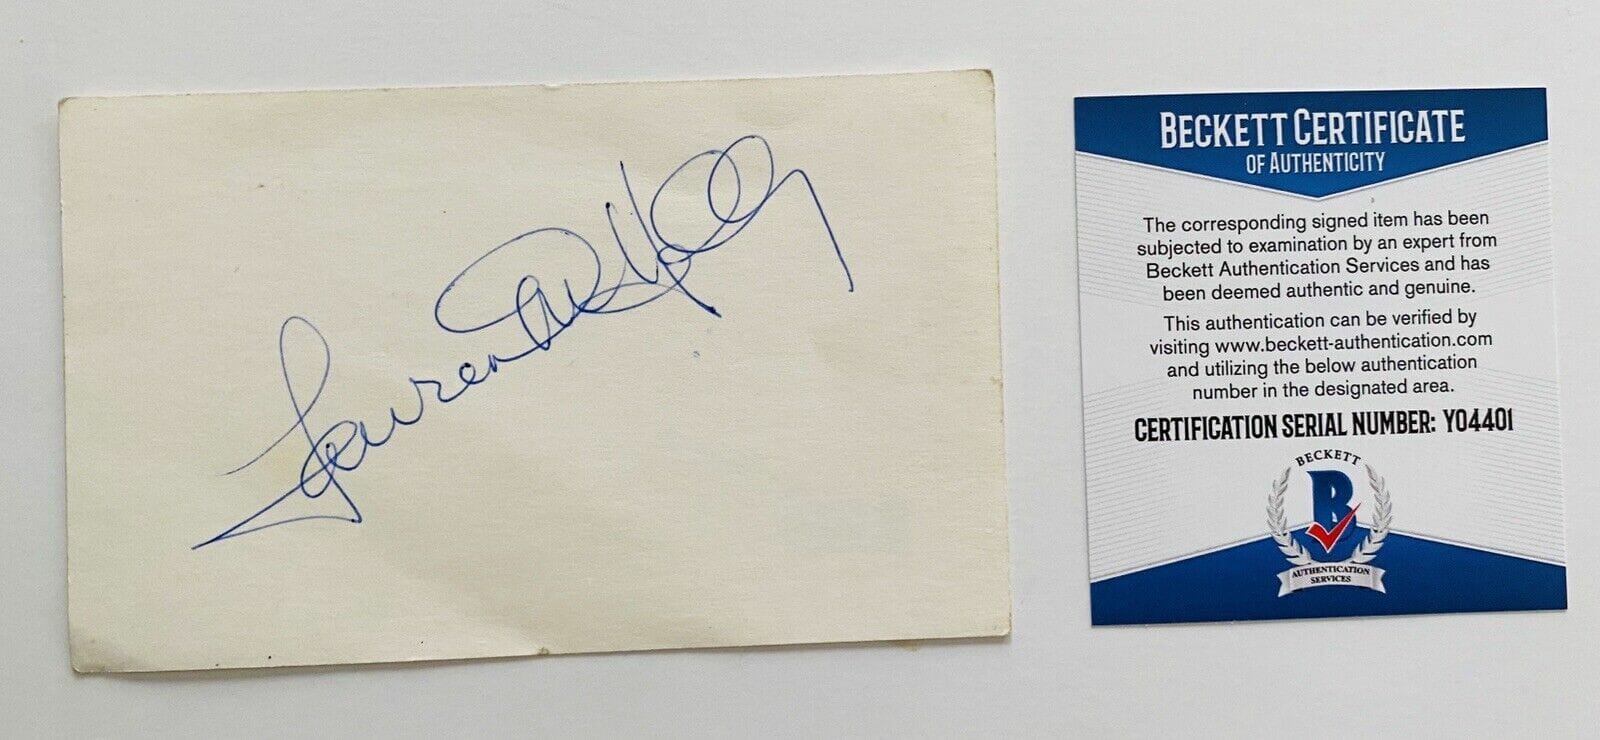 Lauren
BECKETT CERTIFICATE
OF AUTHENTICITY
The corresponding signed item has been
subjected to examination by an expert from
Beckett Authentication Services and has
been deemed authentic and genuine.
This authentication can be verified by
visiting www.beckett-authentication.com
and utilizing the below authentication
number in the designated area.
CERTIFICATION SERIAL NUMBER: Y04401
BECKETT
B
AUTHENTICATION
SERVICES